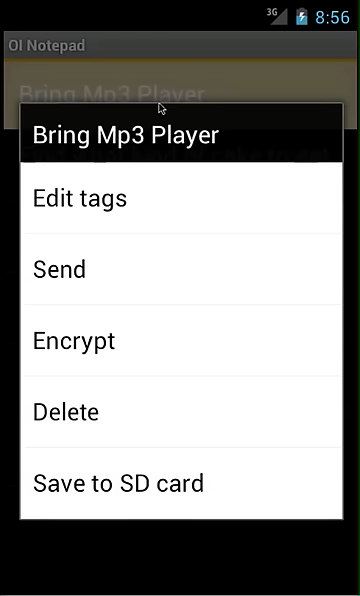 3G 8:56
OI Notepad
Bring Mp3 Player
Bring Mp3 Player
Edit tags
Send
Encrypt
Delete
Save to SD card